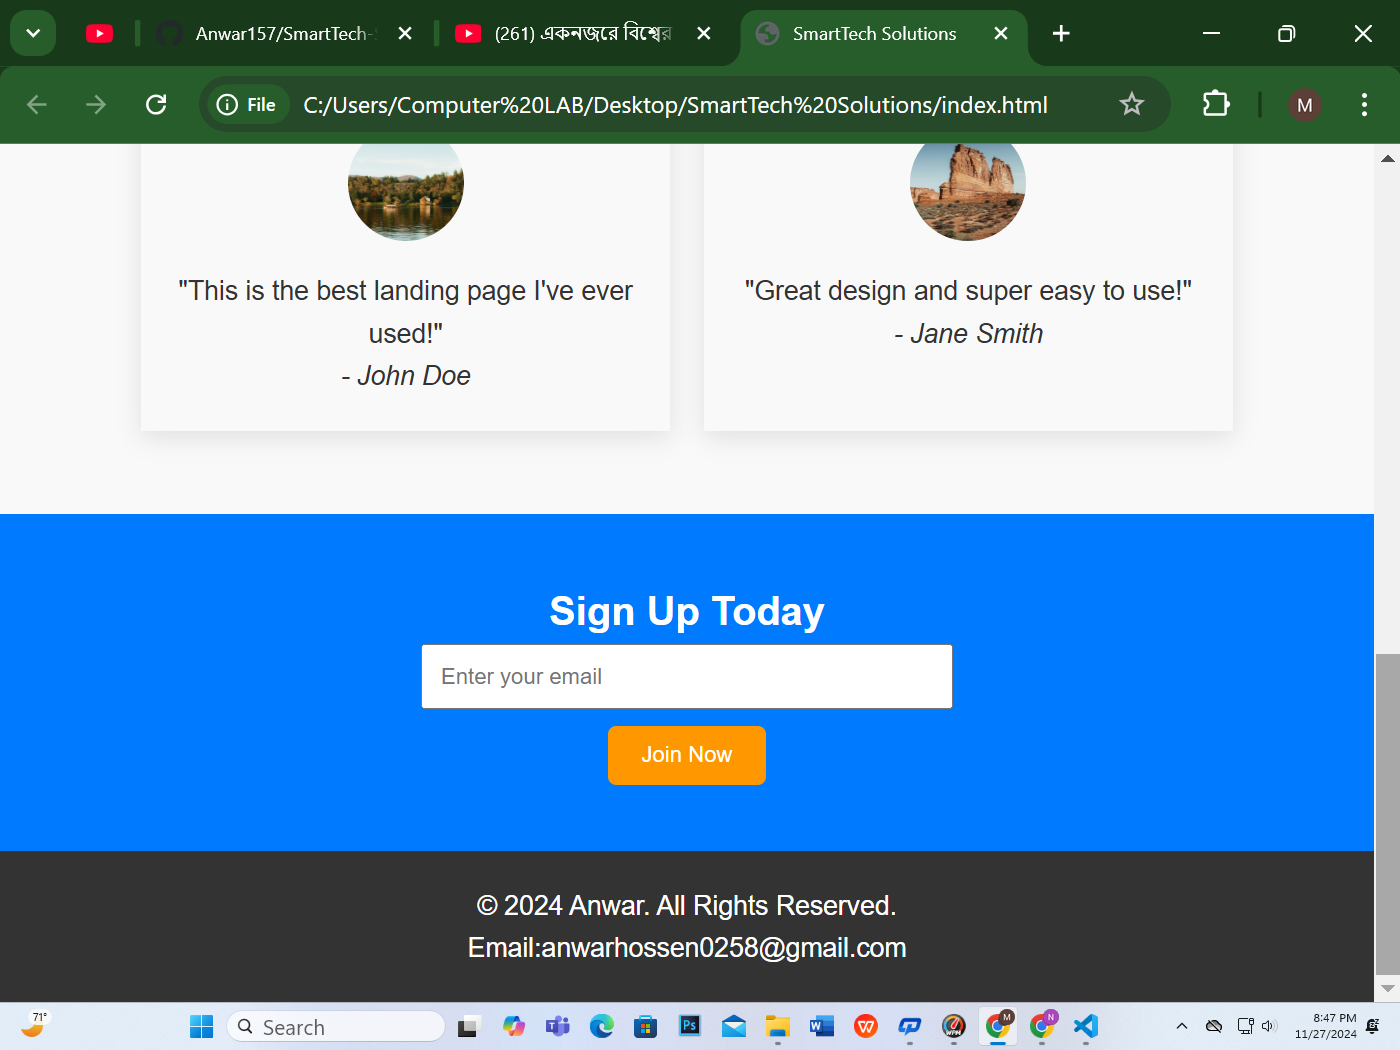 Anwar157/SmartTech-
(261) একনজরে বিশ্বের
SmartTech Solutions
File
C:/Users/Computer%20LAB/Desktop/SmartTech%20Solutions/index.html
M
"This is the best landing page I've ever
used!"
- John Doe
"Great design and super easy to use!"
- Jane Smith
Sign Up Today
Enter your email
Join Now
© 2024 Anwar. All Rights Reserved.
Email:anwarhossen0258@gmail.com
71°
Search
Ps
W
M
N
8:47 PM
11/27/2024